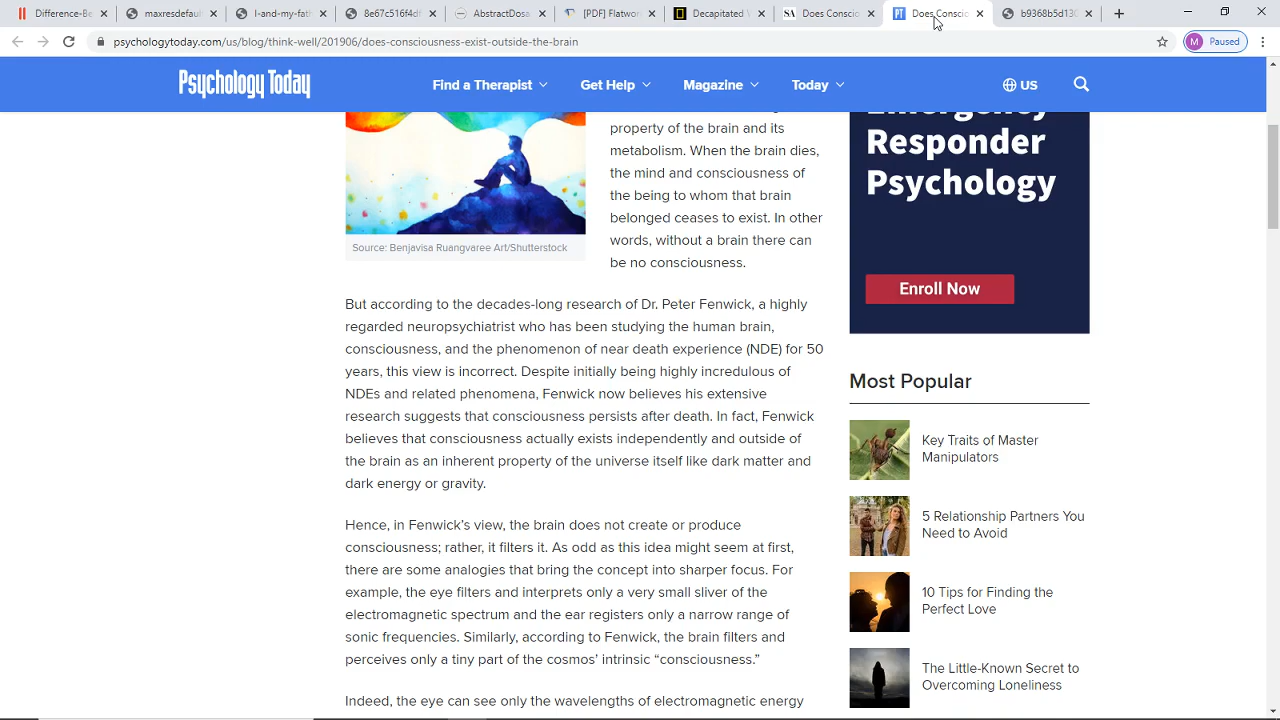 Difference-Bo
maxresdef
I-am-my-fath
8e67c-516f4df
AbstractDosa
[PDF] Flatwo
Decapitated W
Does Conscio
Does Conscio
b9368b5d130
psychologytoday.com/us/blog/think-well/201906/does-consciousness-exist-outside-the-brain
M Paused
Psychology Today
Find a Therapist
Get Help
Magazine
Today
US
property of the brain and its
metabolism. When the brain dies,
the mind and consciousness of
the being to whom that brain
belonged ceases to exist. In other
words, without a brain there can
be no consciousness.
Source: Benjavisa Ruangvaree Art/Shutterstock
But according to the decades-long research of Dr. Peter Fenwick, a highly
regarded neuropsychiatrist who has been studying the human brain,
consciousness, and the phenomenon of near death experience (NDE) for 50
years, this view is incorrect. Despite initially being highly incredulous of
NDEs and related phenomena, Fenwick now believes his extensive
research suggests that consciousness persists after death. In fact, Fenwick
believes that consciousness actually exists independently and outside of
the brain as an inherent property of the universe itself like dark matter and
dark energy or gravity.
Hence, in Fenwick's view, the brain does not create or produce
consciousness; rather, it filters it. As odd as this idea might seem at first,
there are some analogies that bring the concept into sharper focus. For
example, the eye filters and interprets only a very small sliver of the
electromagnetic spectrum and the ear registers only a narrow range of
sonic frequencies. Similarly, according to Fenwick, the brain filters and
perceives only a tiny part of the cosmos' intrinsic “consciousness.”
Indeed, the eye can see only the wavelengths of electromagnetic energy
Emergency
Responder
Psychology
Enroll Now
Most Popular
Key Traits of Master
Manipulators
5 Relationship Partners You
Need to Avoid
10 Tips for Finding the
Perfect Love
The Little-Known Secret to
Overcoming Loneliness